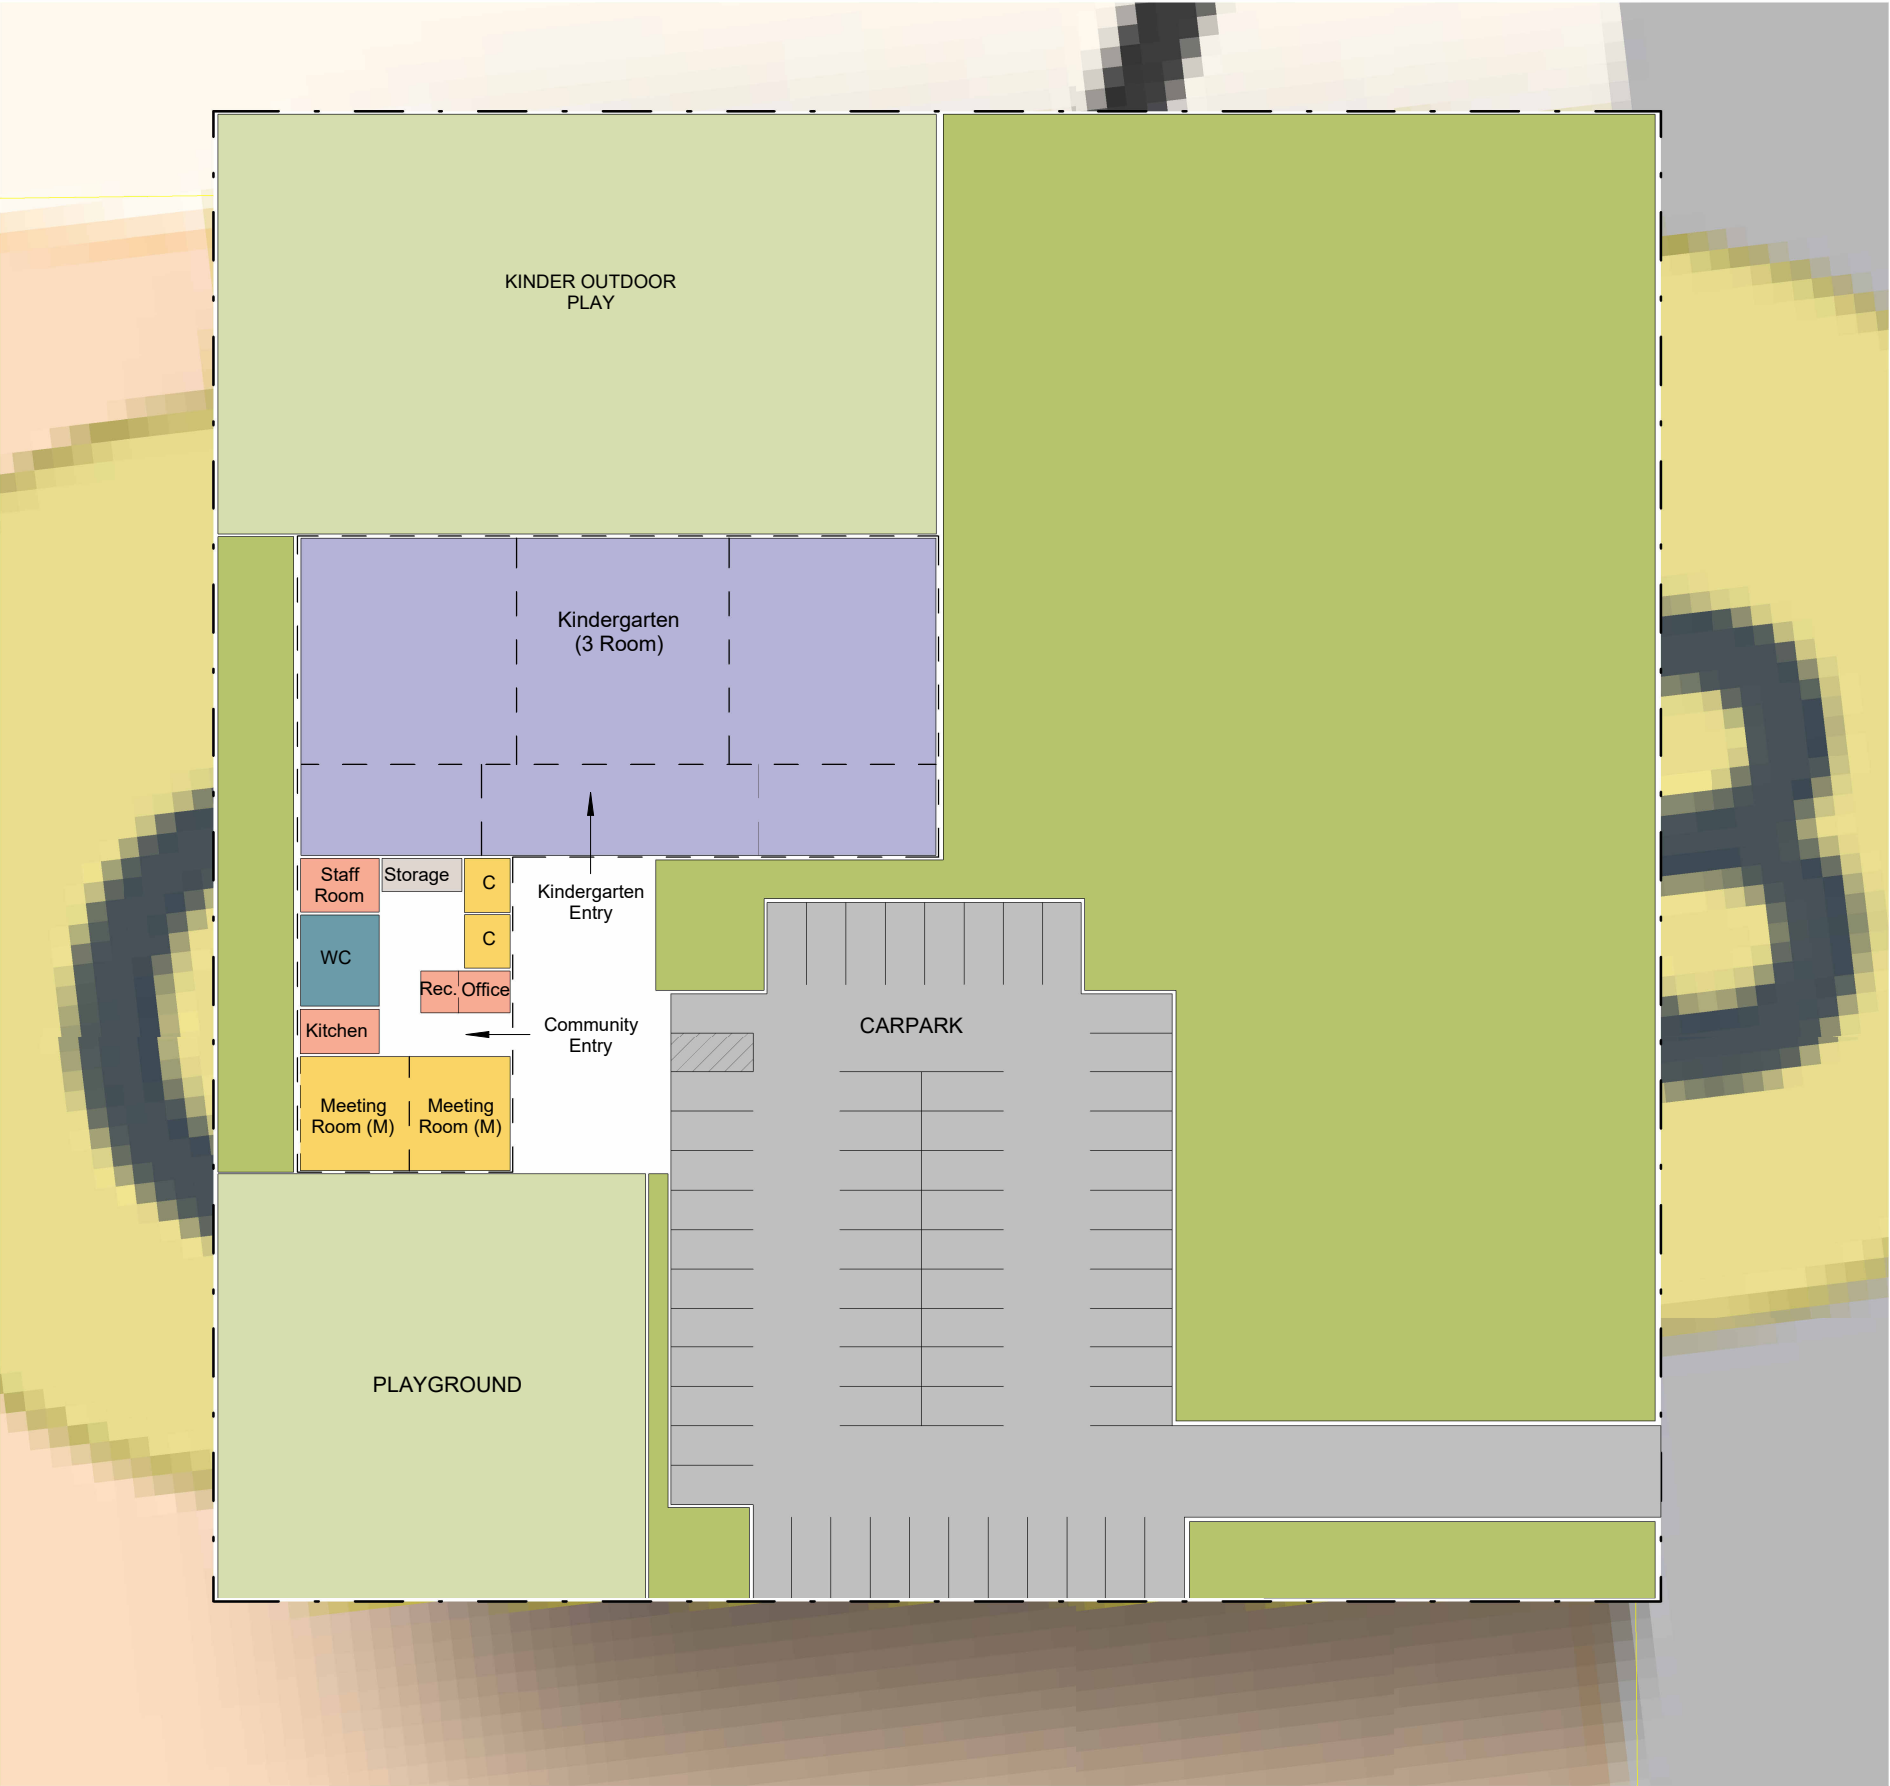 KINDER OUTDOOR
PLAY
Kindergarten
(3 Room)
Staff
Room
Storage
C
Kindergarten
Entry
C
WC
Rec.
Office
Kitchen
Community
Entry
CARPARK
Meeting
Room (M)
Meeting
Room (M)
PLAYGROUND